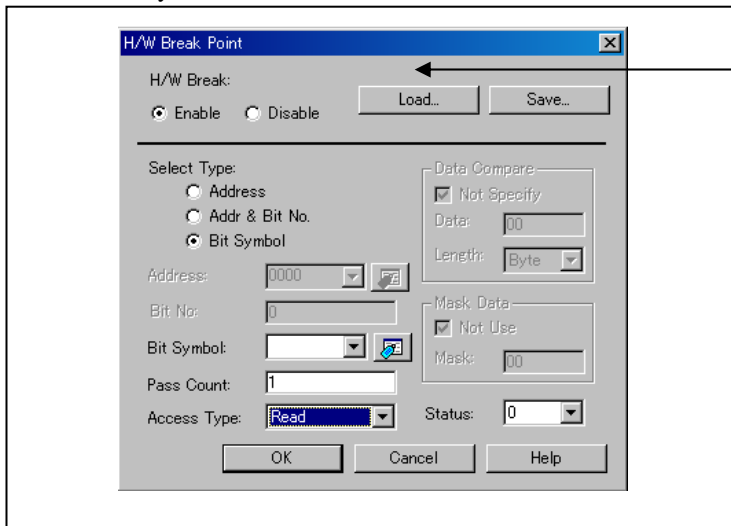 H/W Break Point
H/W Break:
Enable Disable
Load... Save...
Select Type:
Address
Addr & Bit No.
Bit Symbol
Address: 0000
Bit No: 0
Bit Symbol:
Pass Count: 1
Access Type: Read
Data Compare
Not Specify
Data: 00
Length: Byte
Mask Data
Not Use
Mask: 00
Status: 0
OK Cancel Help